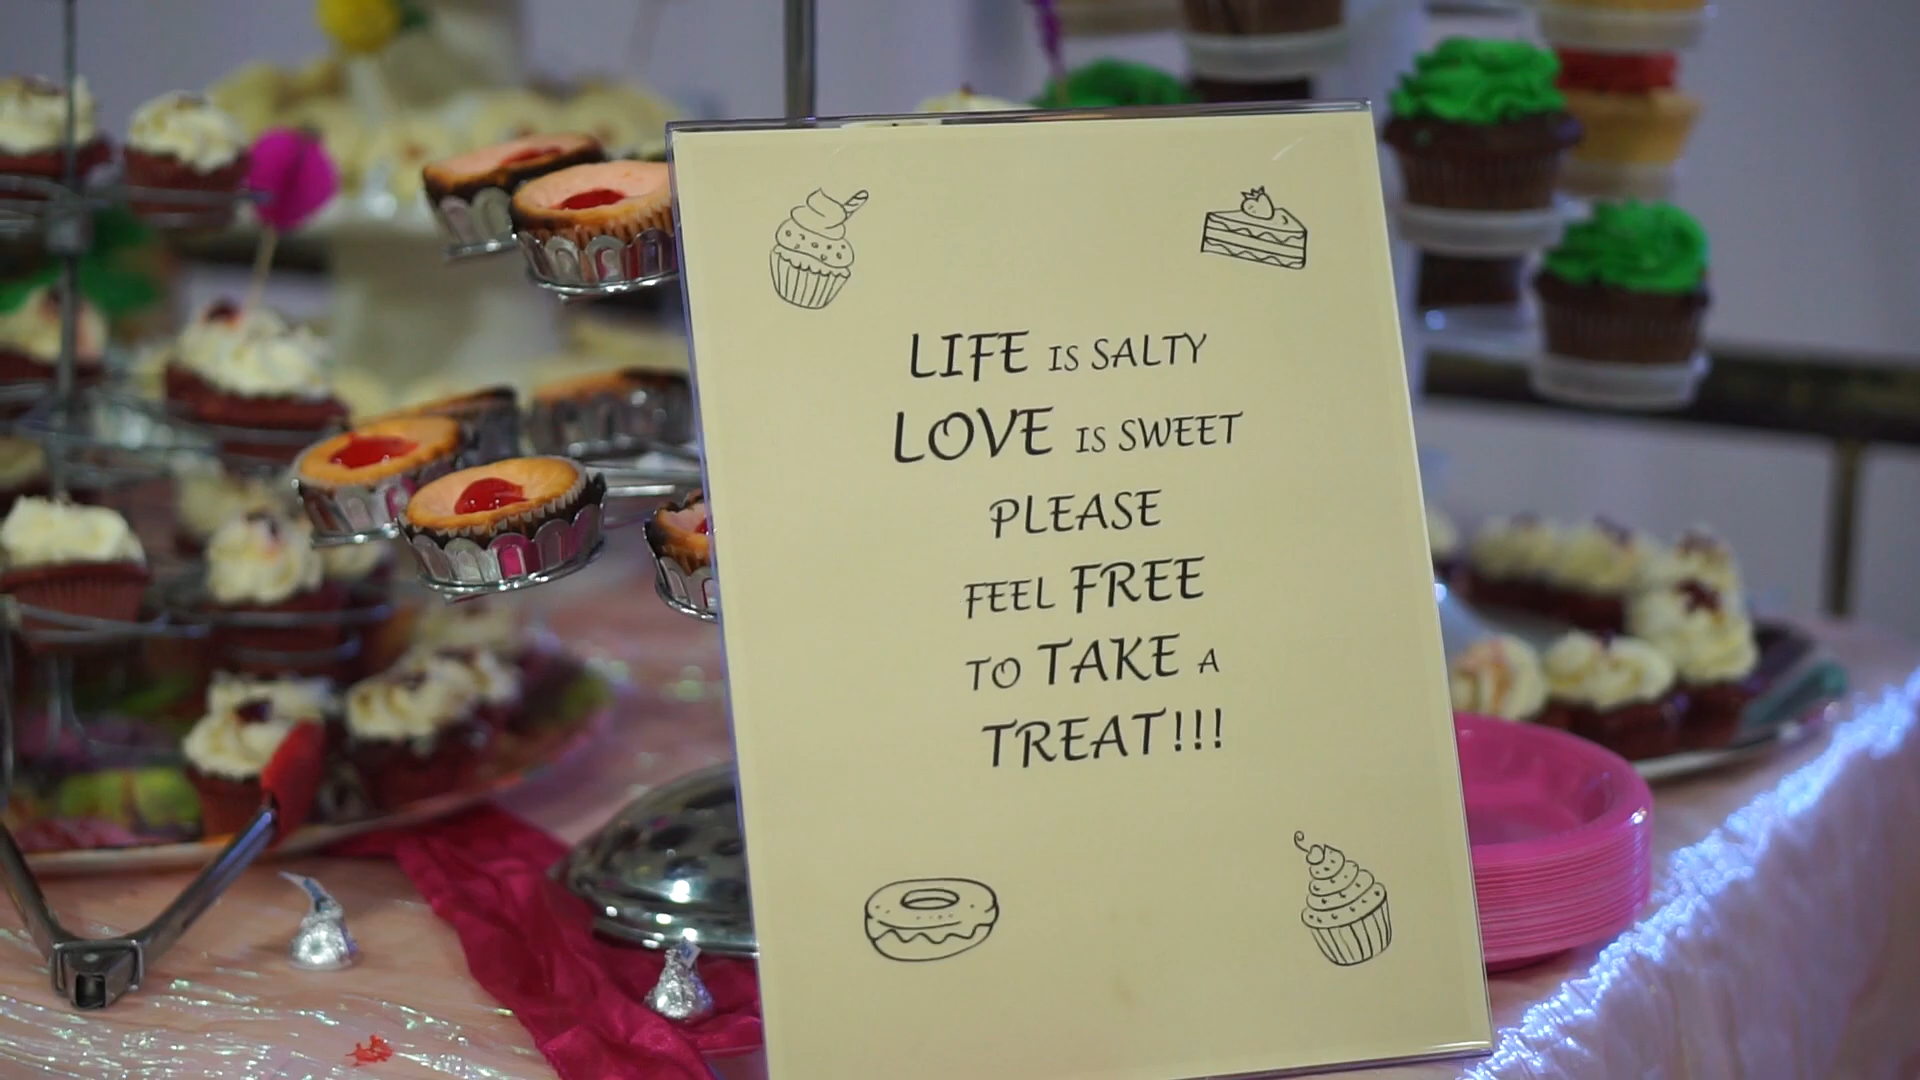 LIFE IS SALTY
LOVE IS SWEET
PLEASE
FEEL FREE
TO TAKE A
TREAT!!!